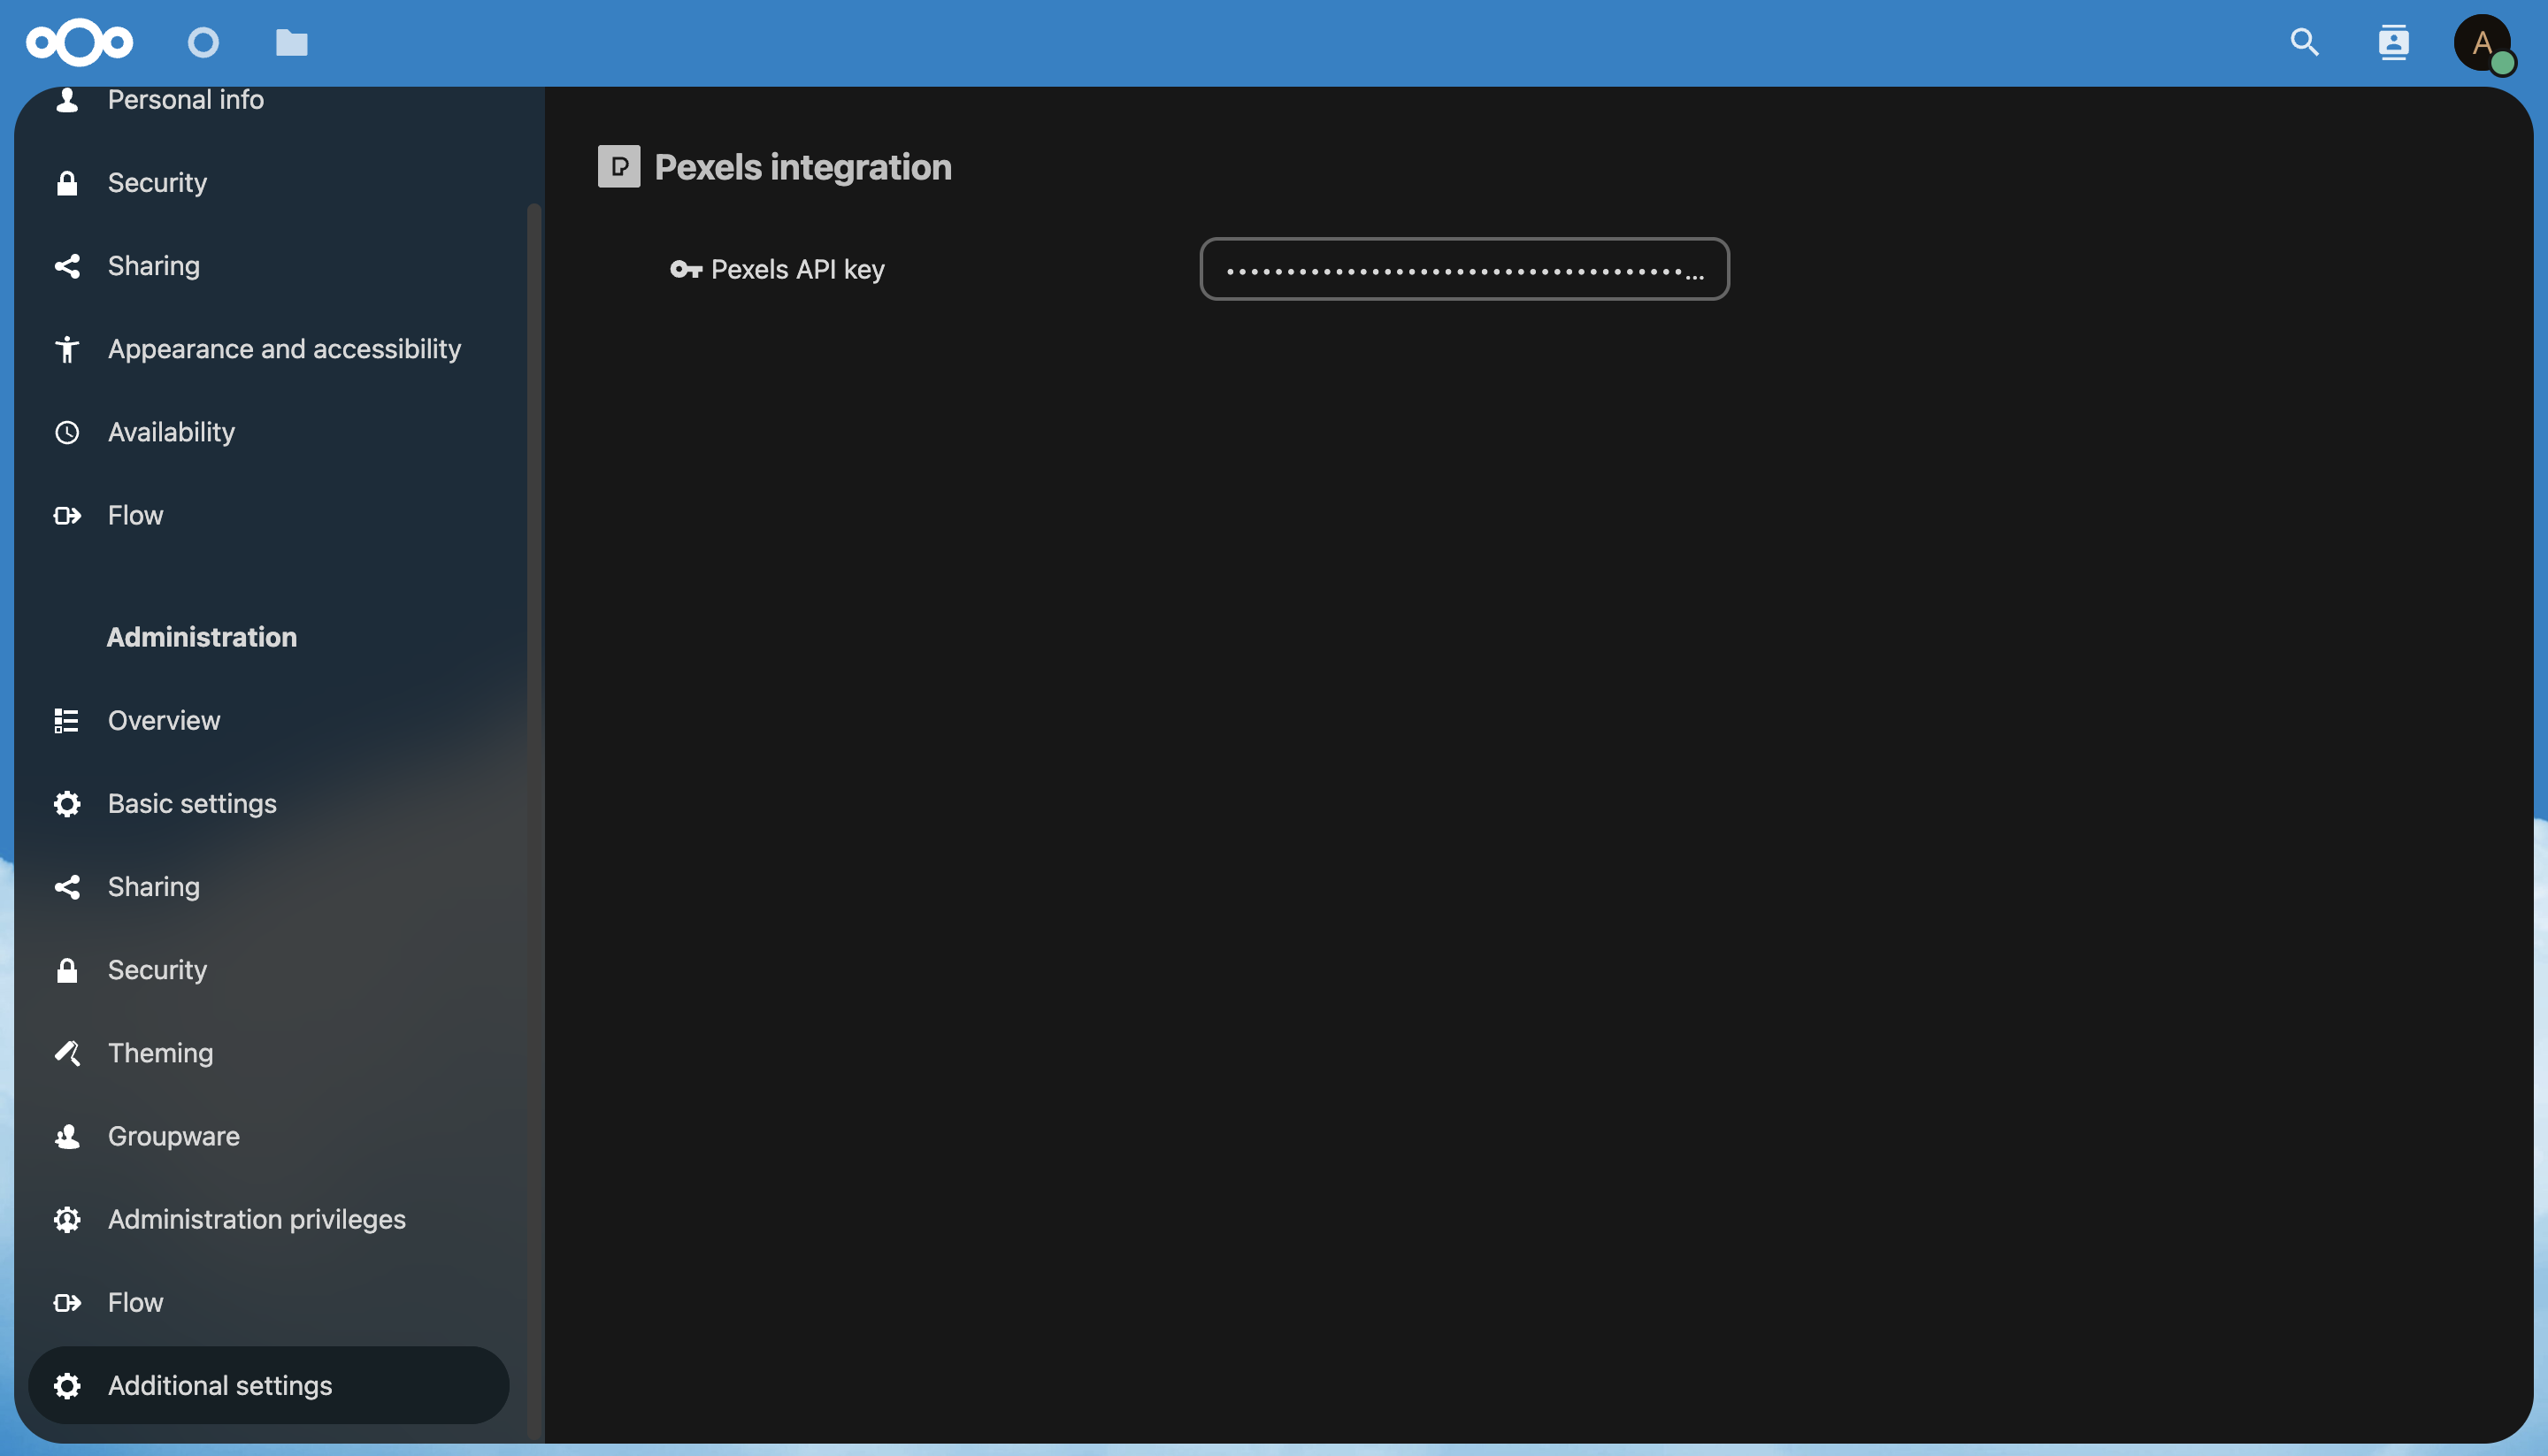 A
Personal info
Security
Sharing
Appearance and accessibility
Availability
Flow
Administration
Overview
Basic settings
Sharing
Security
Theming
Groupware
Administration privileges
Flow
Additional settings
Pexels integration
Pexels API key
••••••••••••••••••••••••••••••••••••••...